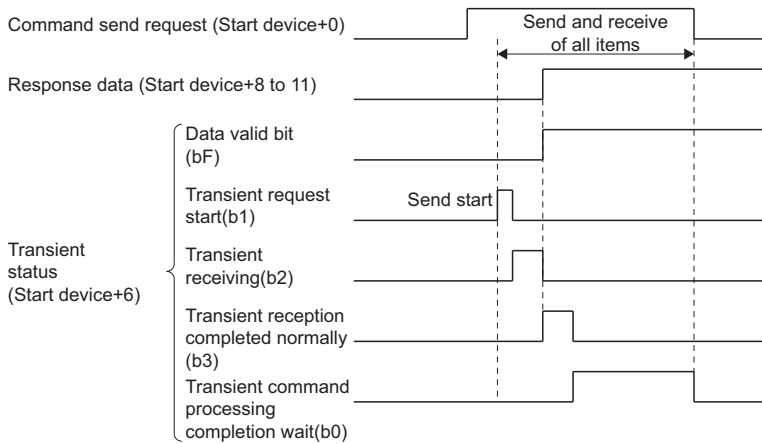 Command send request (Start device+0)
Send and receive
of all items
Response data (Start device+8 to 11)
Data valid bit
(bF)
Transient request
start(b1)
Send start
Transient
status
(Start device+6)
Transient
receiving(b2)
Transient reception
completed normally
(b3)
Transient command
processing
completion wait(b0)